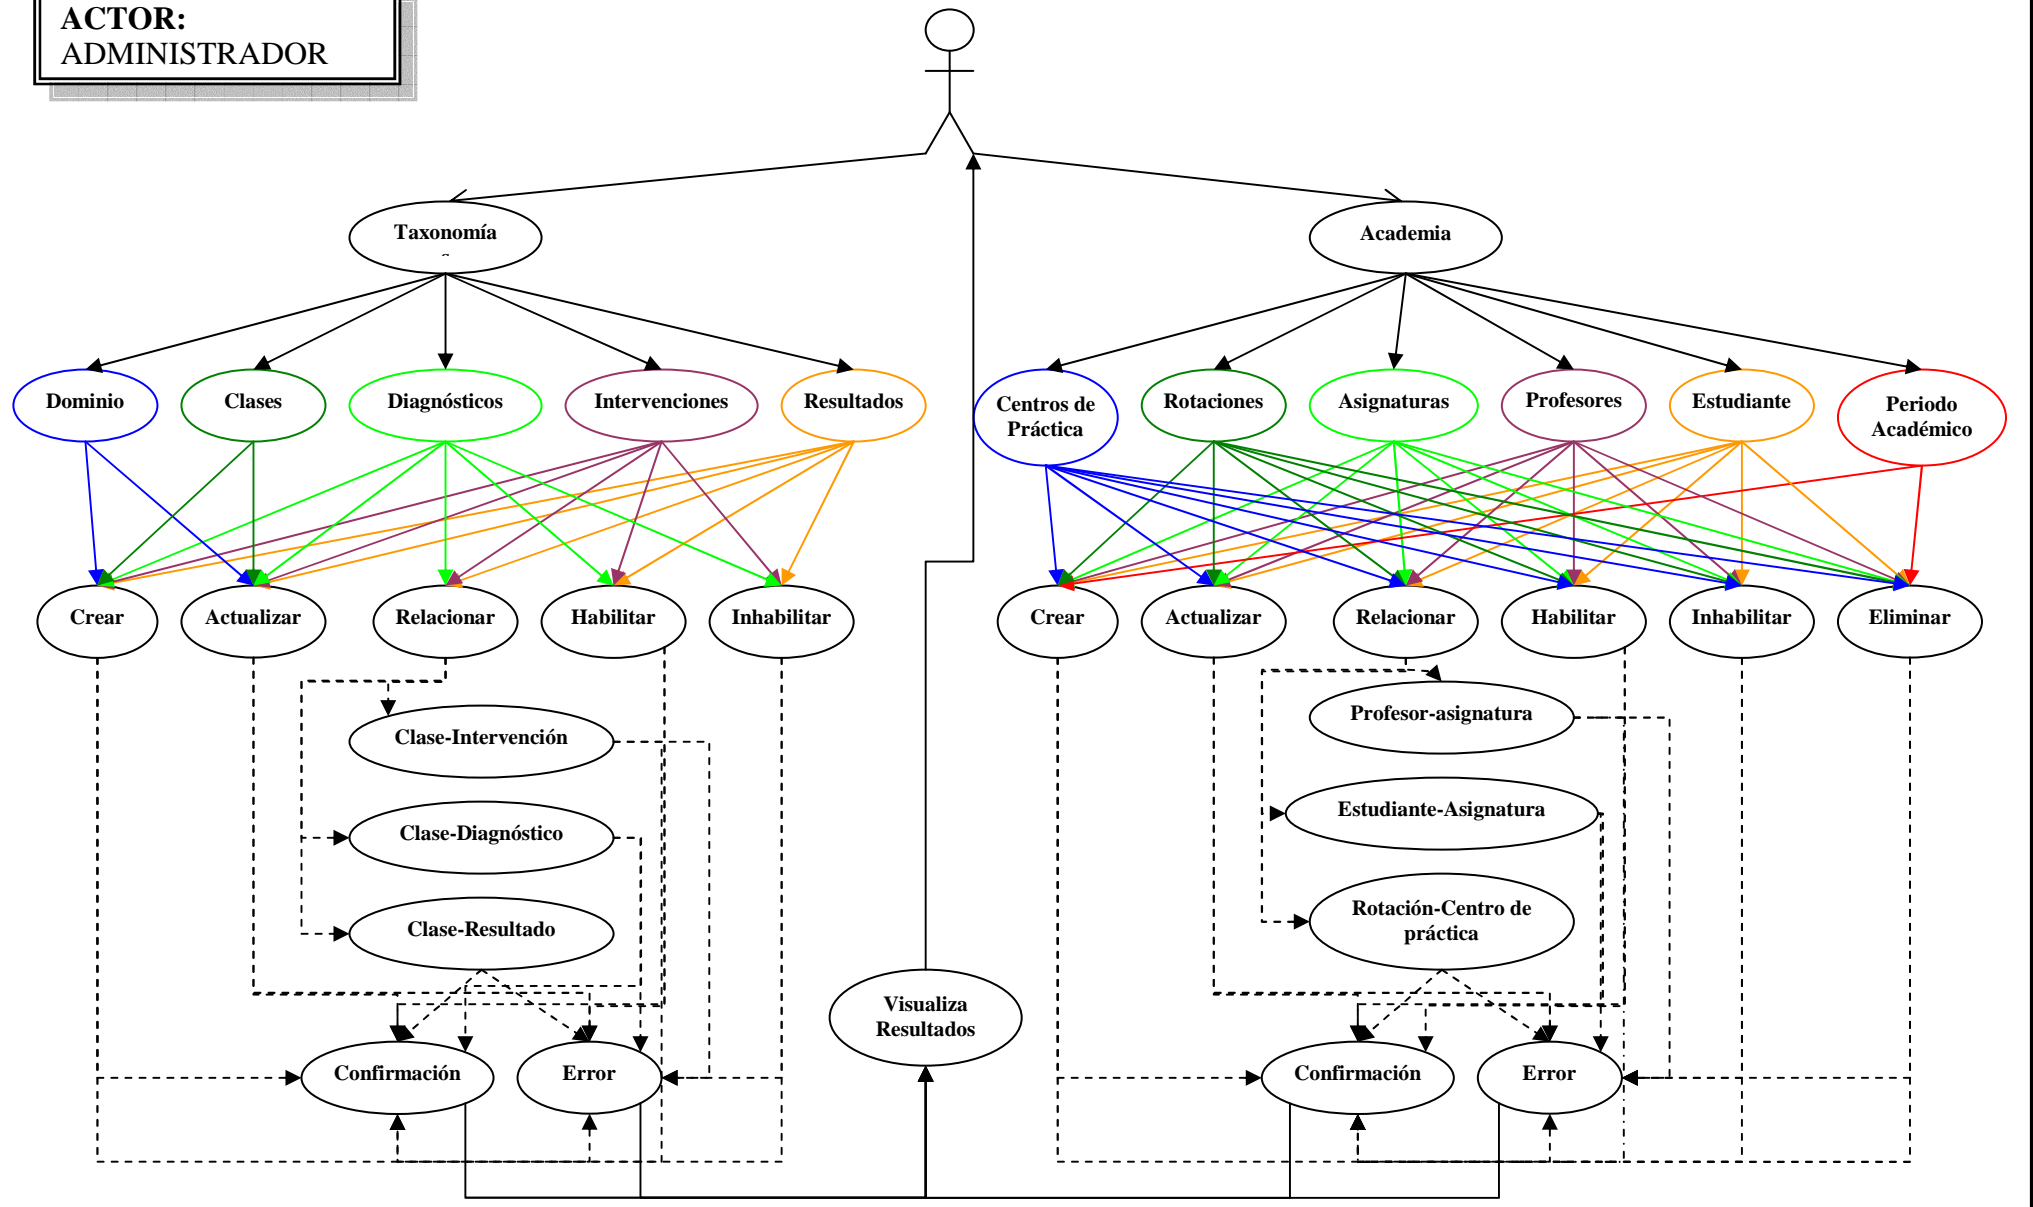 ACTOR:
ADMINISTRADOR
Taxonomía
Academia
Dominio
Clases
Diagnósticos
Intervenciones
Resultados
Centros de
Práctica
Rotaciones
Asignaturas
Profesores
Estudiante
Periodo
Académico
Crear
Actualizar
Relacionar
Habilitar
Inhabilitar
Crear
Actualizar
Relacionar
Habilitar
Inhabilitar
Eliminar
Clase-Intervención
Clase-Diagnóstico
Clase-Resultado
Profesor-asignatura
Estudiante-Asignatura
Rotación-Centro de
práctica
Visualiza
Resultados
Confirmación
Error
Confirmación
Error